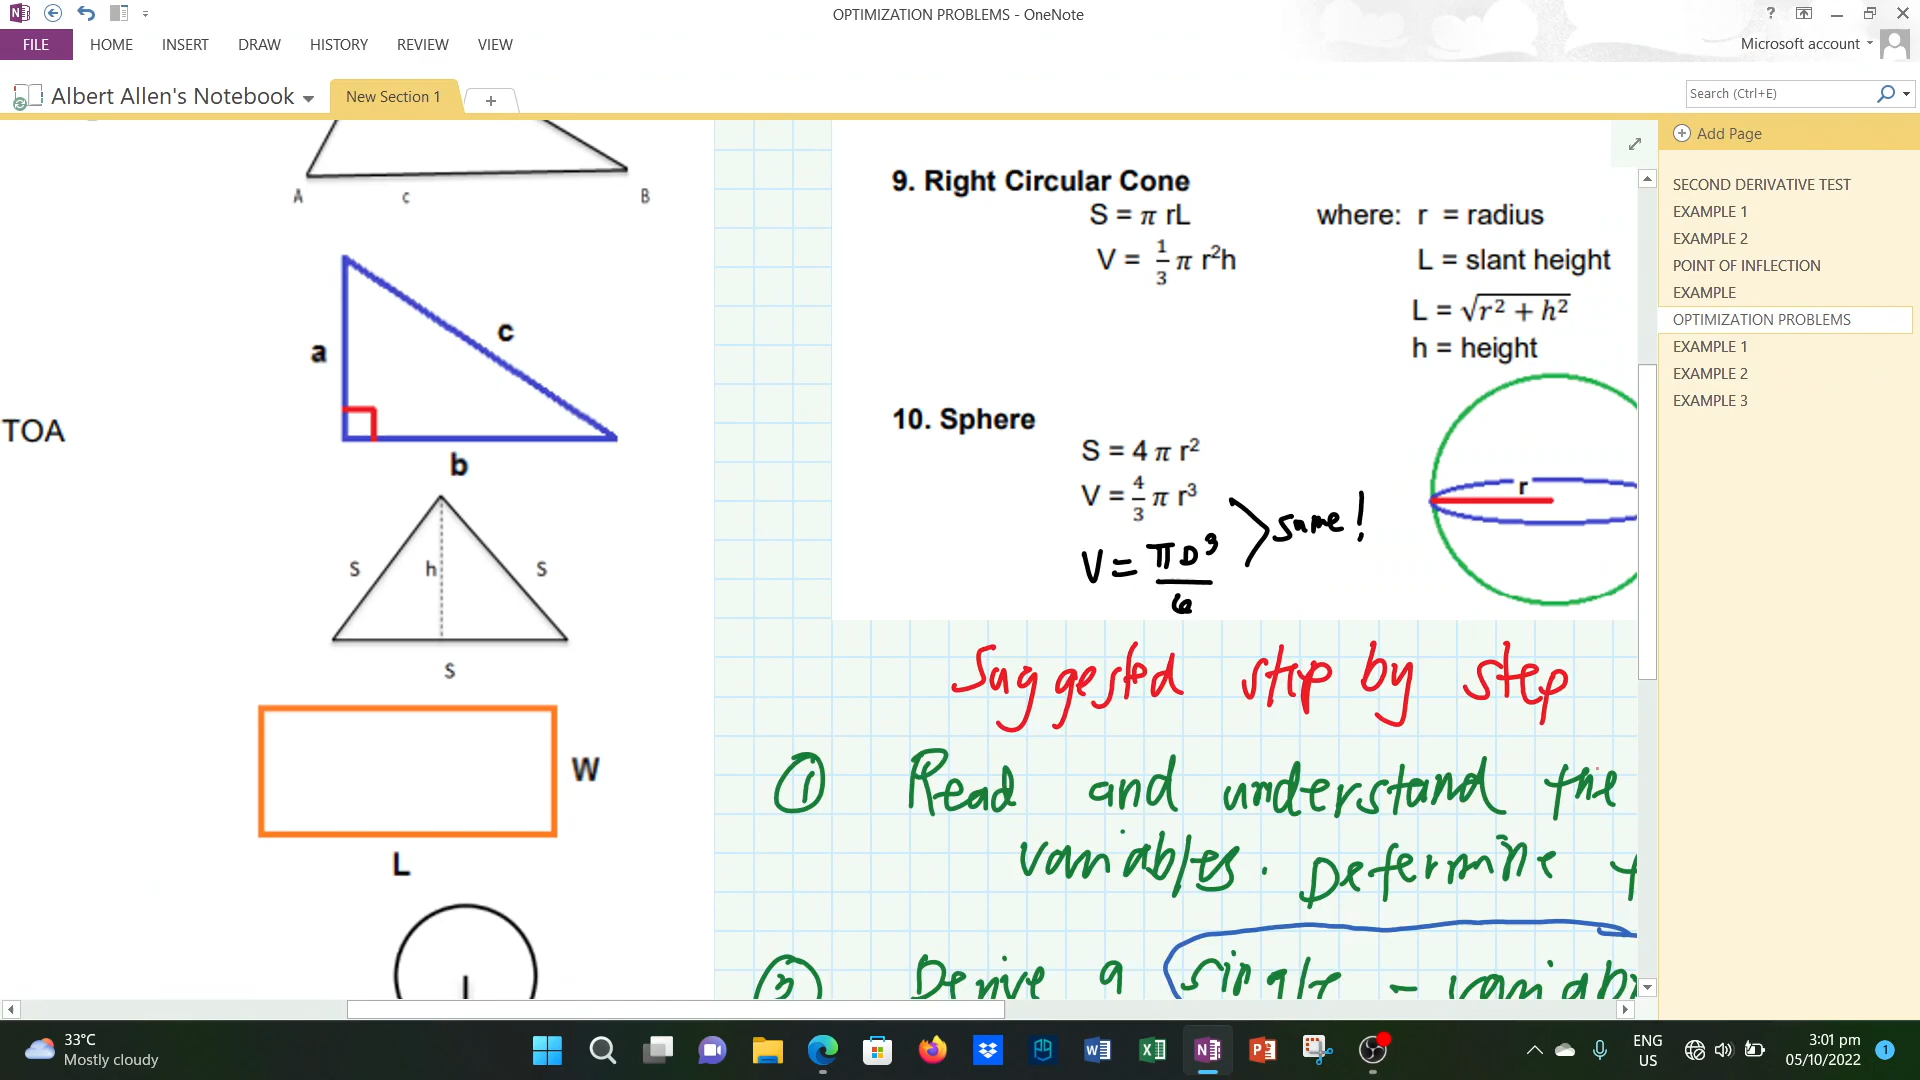 OPTIMIZATION PROBLEMS - OneNote
FILE HOME INSERT DRAW HISTORY REVIEW VIEW
Microsoft account
Albert Allen's Notebook
New Section 1
Search (Ctrl+E)
Add Page
SECOND DERIVATIVE TEST
EXAMPLE 1
EXAMPLE 2
POINT OF INFLECTION
EXAMPLE
OPTIMIZATION PROBLEMS
EXAMPLE 1
EXAMPLE 2
EXAMPLE 3
A c B
a
c
b
TOA
S h S
S
W
L
9. Right Circular Cone
S = π rL
V = 1/3 π r²h
where: r = radius
L = slant height
L = √r² + h²
h = height
10. Sphere
S = 4 π r²
V = 4/3 π r³
V = πD³/6
same!
r
Suggested step by step
① Read and understand the
variables. Determine
② Derive a single-variab
33°C
Mostly cloudy
ENG
US
3:01 pm
05/10/2022
1